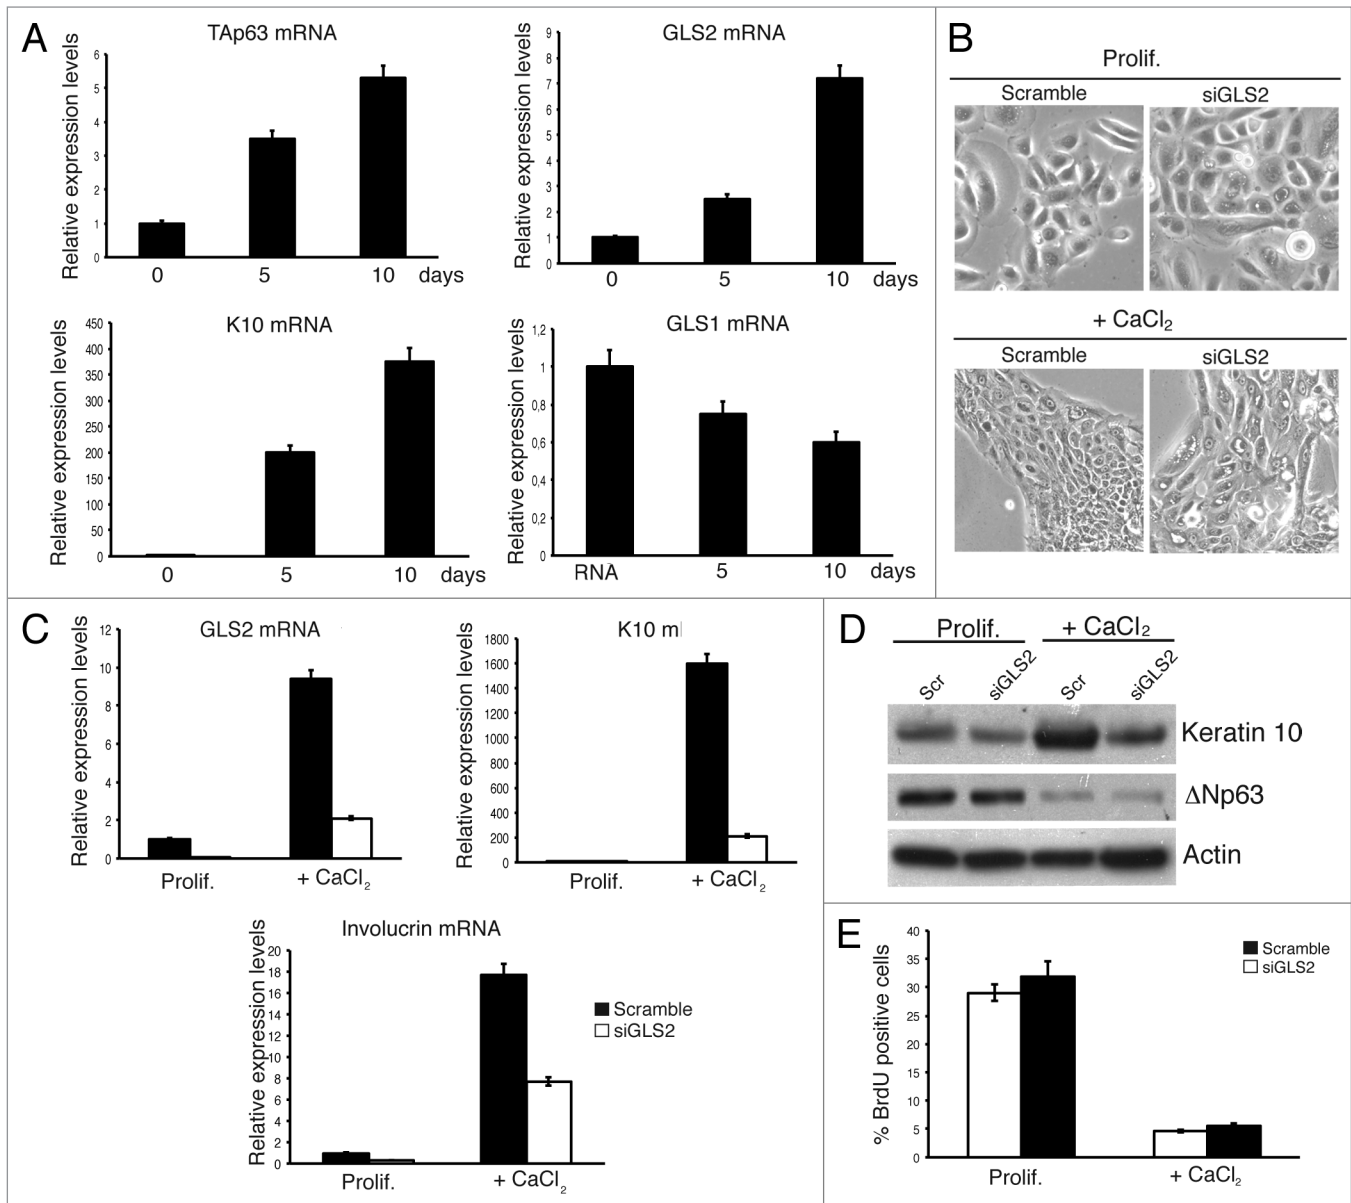 A
TAp63 mRNA
Relative expression levels
6
5
4
3
2
1
0
0 5 10 days
GLS2 mRNA
Relative expression levels
9
8
7
6
5
4
3
2
1
0
0 5 10 days
K10 mRNA
Relative expression levels
450
400
350
300
250
200
150
100
50
0
0 5 10 days
GLS1 mRNA
Relative expression levels
1,2
1
0,8
0,6
0,4
0,2
0
RNA 5 10 days
B
Prolif.
Scramble siGLS2
+ CaCl₂
Scramble siGLS2
C
GLS2 mRNA
Relative expression levels
12
10
8
6
4
2
0
Prolif. + CaCl₂
K10 m
Relative expression levels
1800
1600
1400
1200
1000
800
600
400
200
0
Prolif. + CaCl₂
Involucrin mRNA
Relative expression levels
20
18
16
14
12
10
8
6
4
2
0
Prolif. + CaCl₂
Scramble
siGLS2
D
Prolif. + CaCl₂
Scr siGLS2 Scr siGLS2
Keratin 10
ΔNp63
Actin
E
% BrdU positive cells
40
35
30
25
20
15
10
5
0
Prolif. + CaCl₂
Scramble
siGLS2